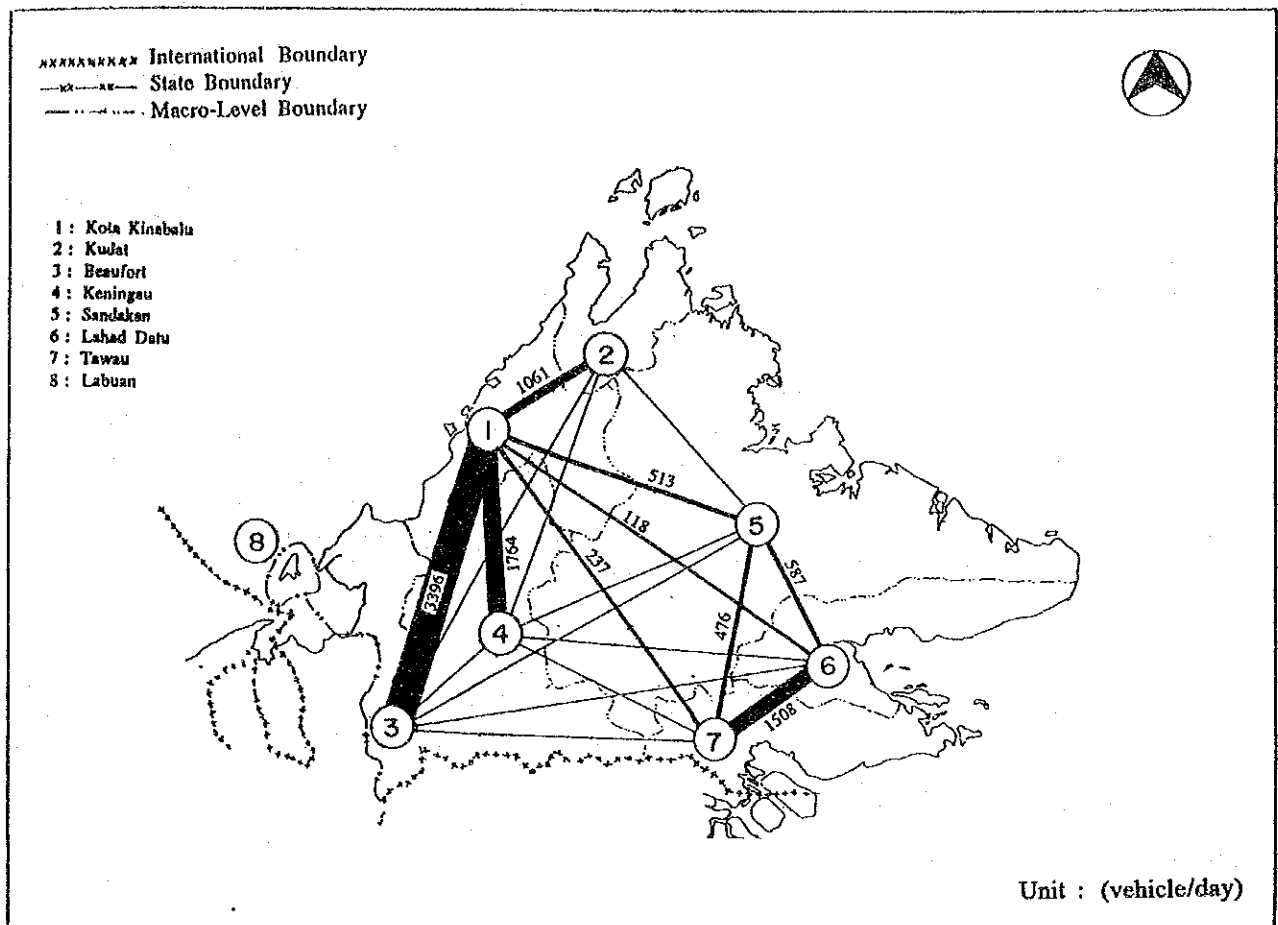 International Boundary
State Boundary
Macro-Level Boundary
1 : Kota Kinabalu
2 : Kudat
3 : Beaufort
4 : Keningau
5 : Sandakan
6 : Lahad Datu
7 : Tawau
8 : Labuan
2
1061
1
513
5
8
118
587
237
1764
3396
476
4
6
1508
3
7
Unit : (vehicle/day)